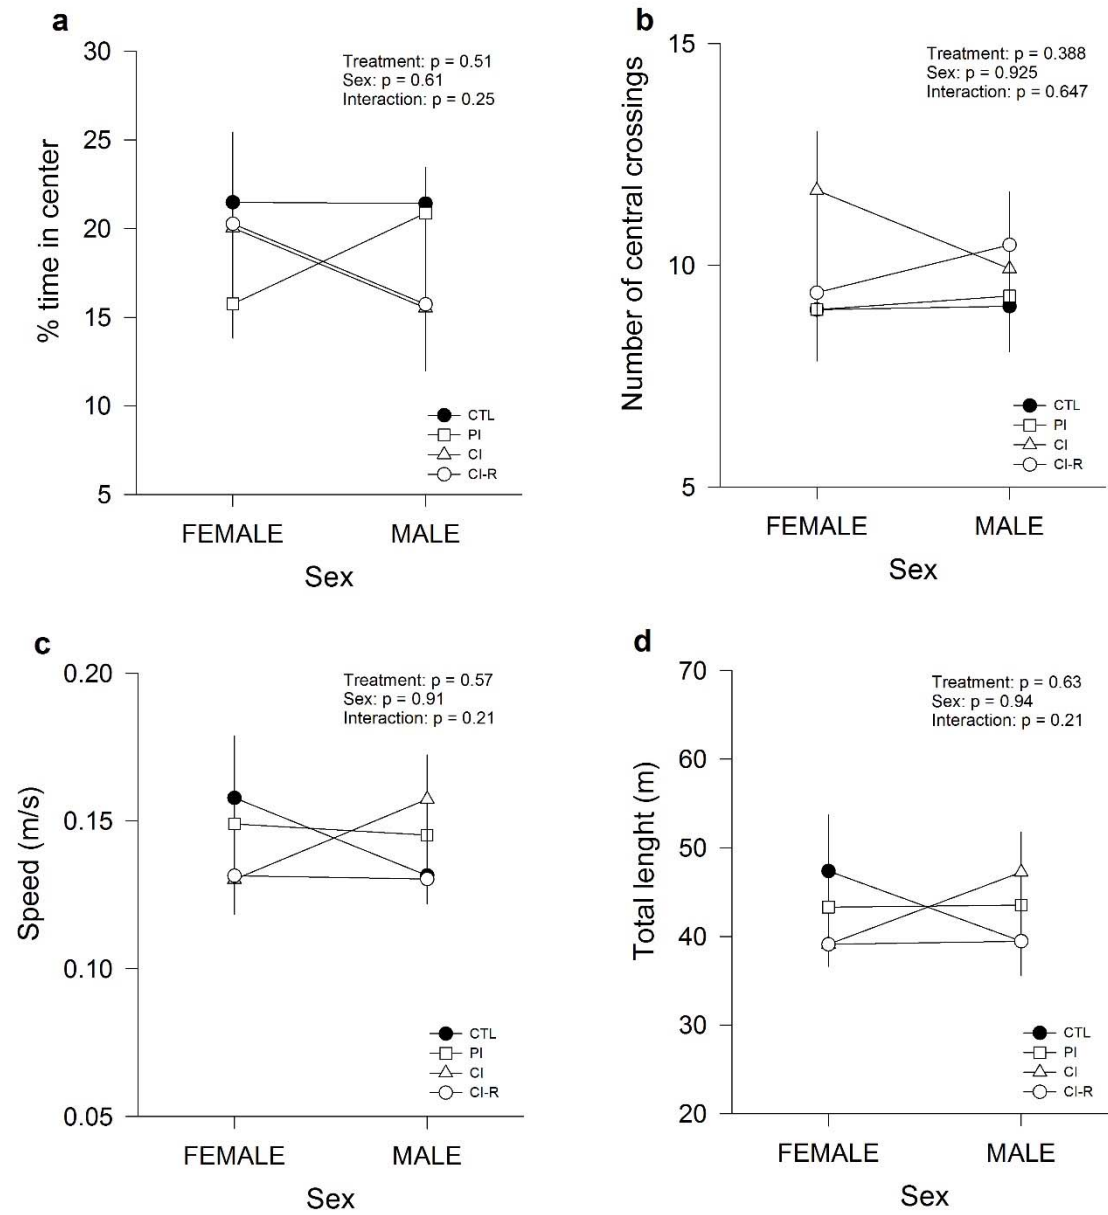 a
Treatment: p = 0.51
Sex: p = 0.61
Interaction: p = 0.25
30
25
20
15
10
5
% time in center
CTL
PI
CI
CI-R
FEMALE
MALE
Sex
b
Treatment: p = 0.388
Sex: p = 0.925
Interaction: p = 0.647
15
10
5
Number of central crossings
CTL
PI
CI
CI-R
FEMALE
MALE
Sex
c
Treatment: p = 0.57
Sex: p = 0.91
Interaction: p = 0.21
0.20
0.15
0.10
0.05
Speed (m/s)
CTL
PI
CI
CI-R
FEMALE
MALE
Sex
d
Treatment: p = 0.63
Sex: p = 0.94
Interaction: p = 0.21
70
60
50
40
30
20
Total lenght (m)
CTL
PI
CI
CI-R
FEMALE
MALE
Sex